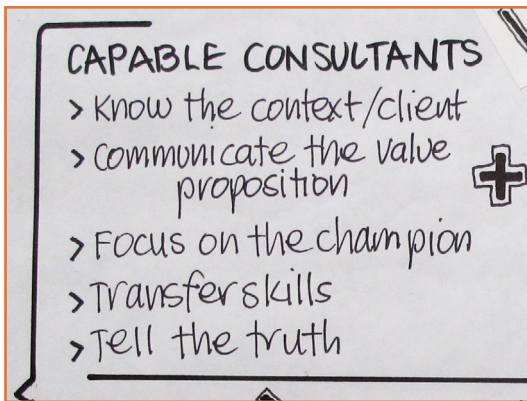 CAPABLE CONSULTANTS
> Know the context/client
> Communicate the value
proposition
> Focus on the champion
> Transfer skills
> Tell the truth